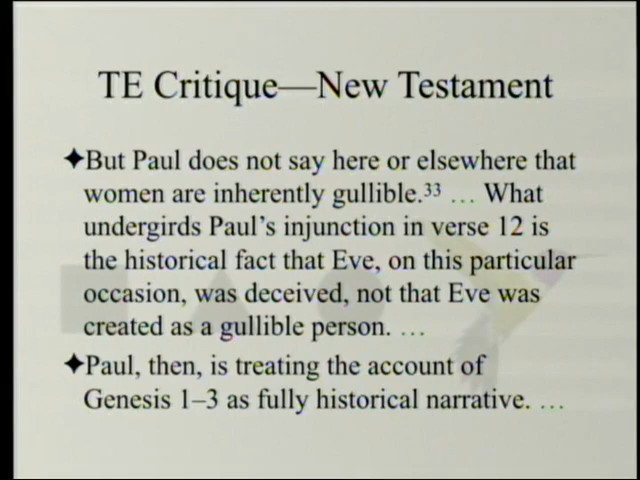 TE Critique—New Testament
✦But Paul does not say here or elsewhere that
women are inherently gullible.³³ … What
undergirds Paul's injunction in verse 12 is
the historical fact that Eve, on this particular
occasion, was deceived, not that Eve was
created as a gullible person. …
✦Paul, then, is treating the account of
Genesis 1–3 as fully historical narrative. …